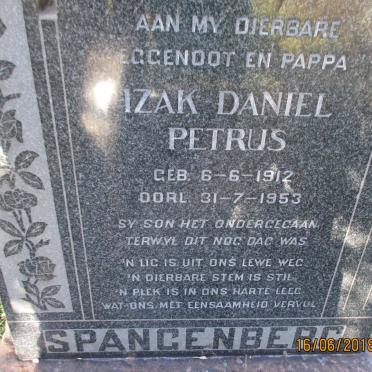 AAN MY DIERBARE
EGGENOOT EN PAPPA
IZAK DANIEL
PETRUS
GEB. 6-6-1912
OORL. 31-7-1953
SY SON HET ONDERGEGAAN
TERWYL DIT NOG DAG WAS
'N LIG IS UIT ONS LEWE WEG
'N DIERBARE STEM IS STIL
'N PLEK IS IN ONS HARTE LEEG
WAT ONS MET EENSAAMHEID VERVUL
SPANGENBERG
16/06/2018